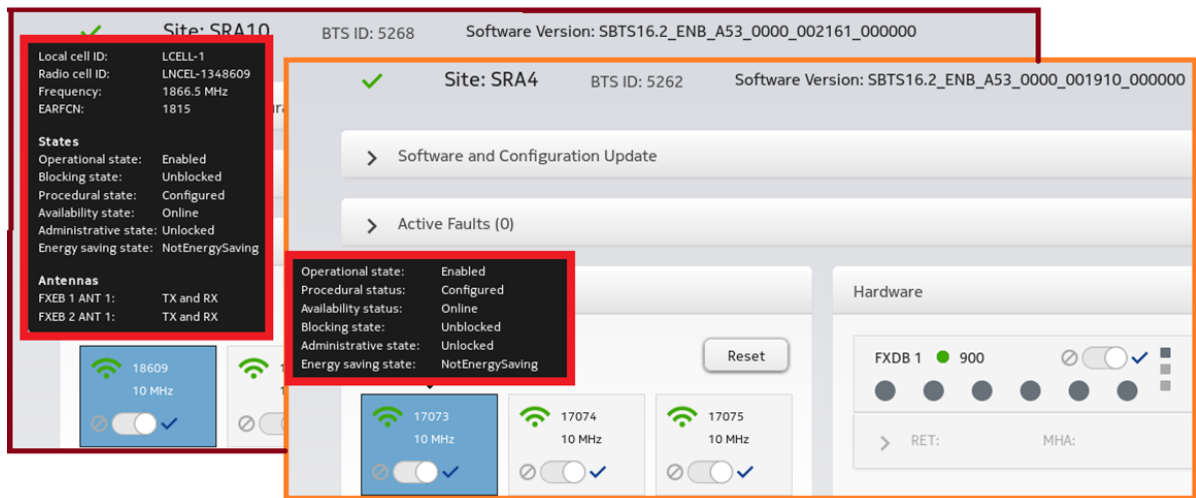 Site: SRA10 BTS ID: 5268 Software Version: SBTS16.2_ENB_A53_0000_002161_000000
Local cell ID: LCELL-1
Radio cell ID: LNCEL-1348609
Frequency: 1866.5 MHz
EARFCN: 1815
States
Operational state: Enabled
Blocking state: Unblocked
Procedural state: Configured
Availability state: Online
Administrative state: Unlocked
Energy saving state: NotEnergySaving
Antennas
FXEB 1 ANT 1: TX and RX
FXEB 2 ANT 1: TX and RX
18609
10 MHz
Site: SRA4 BTS ID: 5262 Software Version: SBTS16.2_ENB_A53_0000_001910_000000
Software and Configuration Update
Active Faults (0)
Operational state: Enabled
Procedural status: Configured
Availability status: Online
Blocking state: Unblocked
Administrative state: Unlocked
Energy saving state: NotEnergySaving
Reset
17073 17074 17075
10 MHz 10 MHz 10 MHz
Hardware
FXDB 1 900
RET: MHA: